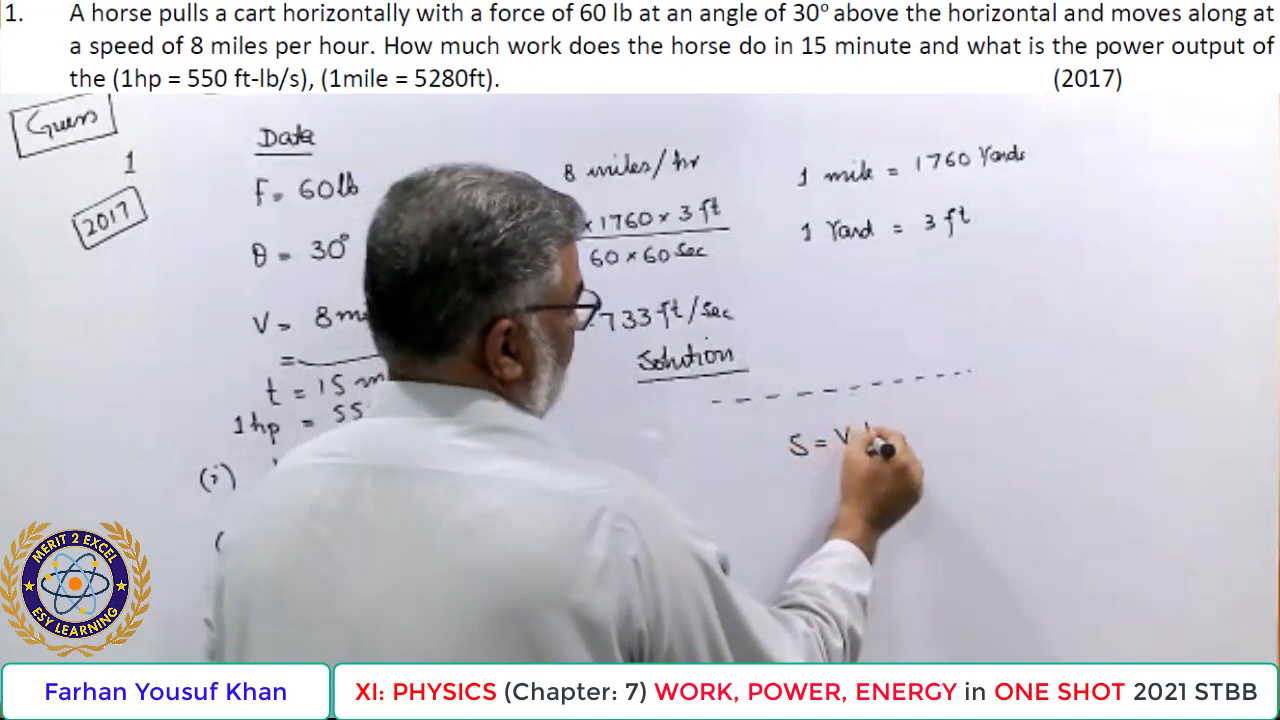 1. A horse pulls a cart horizontally with a force of 60 lb at an angle of 30° above the horizontal and moves along at
a speed of 8 miles per hour. How much work does the horse do in 15 minute and what is the power output of
the (1hp = 550 ft-lb/s), (1mile = 5280ft). (2017)
Guess
1
2017
Data
F = 60 lb
θ = 30°
V = 8 m
=
t = 15 m
1 hp = 55
(i)
(
8 miles/hr
x 1760 x 3 ft
60 x 60 Sec
.733 ft/sec
Solution
1 mile = 1760 Yards
1 Yard = 3 ft
S = V
MERIT 2 EXCEL
ESY LEARNING
Farhan Yousuf Khan
XI: PHYSICS (Chapter: 7) WORK, POWER, ENERGY in ONE SHOT 2021 STBB